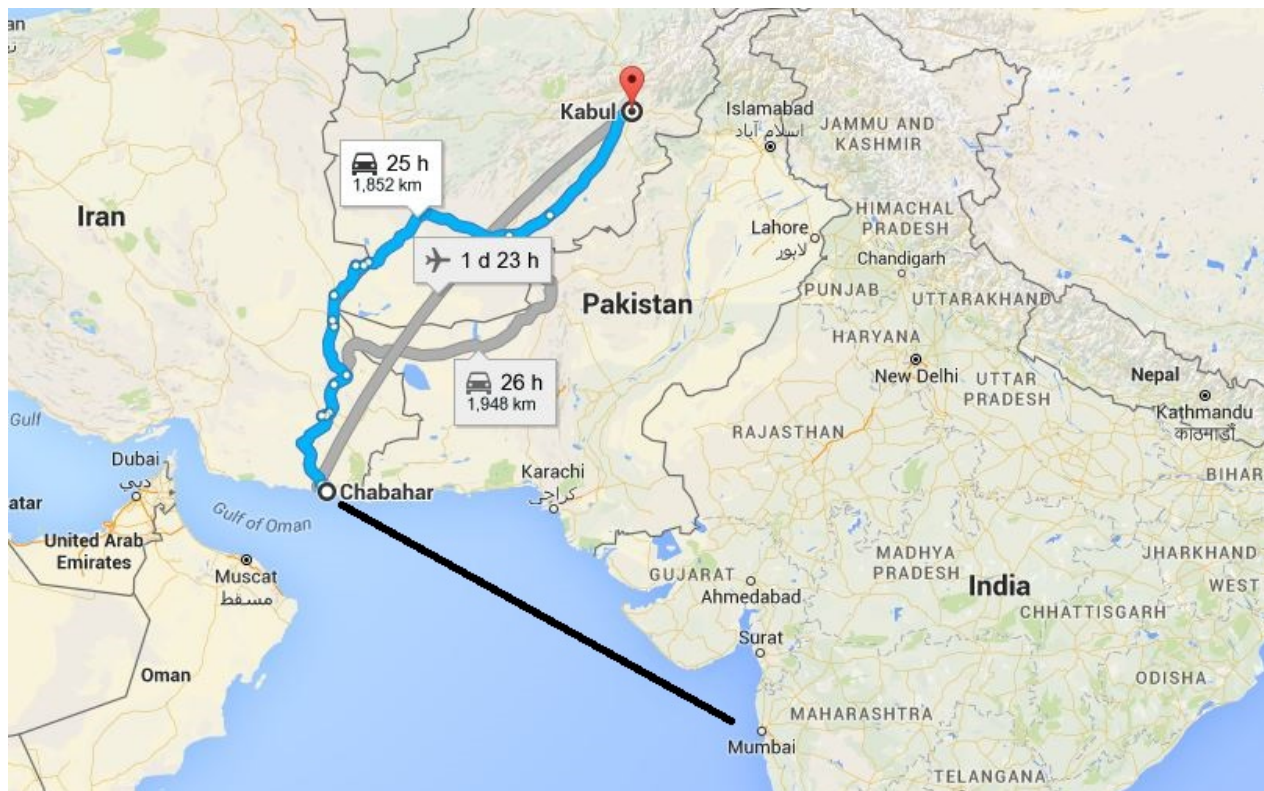 an
Kabul
Islamabad
اسلام آباد
JAMMU AND
KASHMIR
25 h
1,852 km
Iran
HIMACHAL
PRADESH
Lahore
لاہور
Chandigarh
1 d 23 h
PUNJAB
UTTARAKHAND
Pakistan
HARYANA
New Delhi
UTTAR
PRADESH
Nepal
26 h
1,948 km
Kathmandu
काठमाडौँ
Gulf
RAJASTHAN
Dubai
دبي
Karachi
کراچی
BIHAR
Chabahar
atar
Gulf of Oman
United Arab
Emirates
Muscat
مسقط
MADHYA
PRADESH
JHARKHAND
GUJARAT
Ahmedabad
India
WEST
CHHATTISGARH
Surat
Oman
ODISHA
MAHARASHTRA
Mumbai
TELANGANA